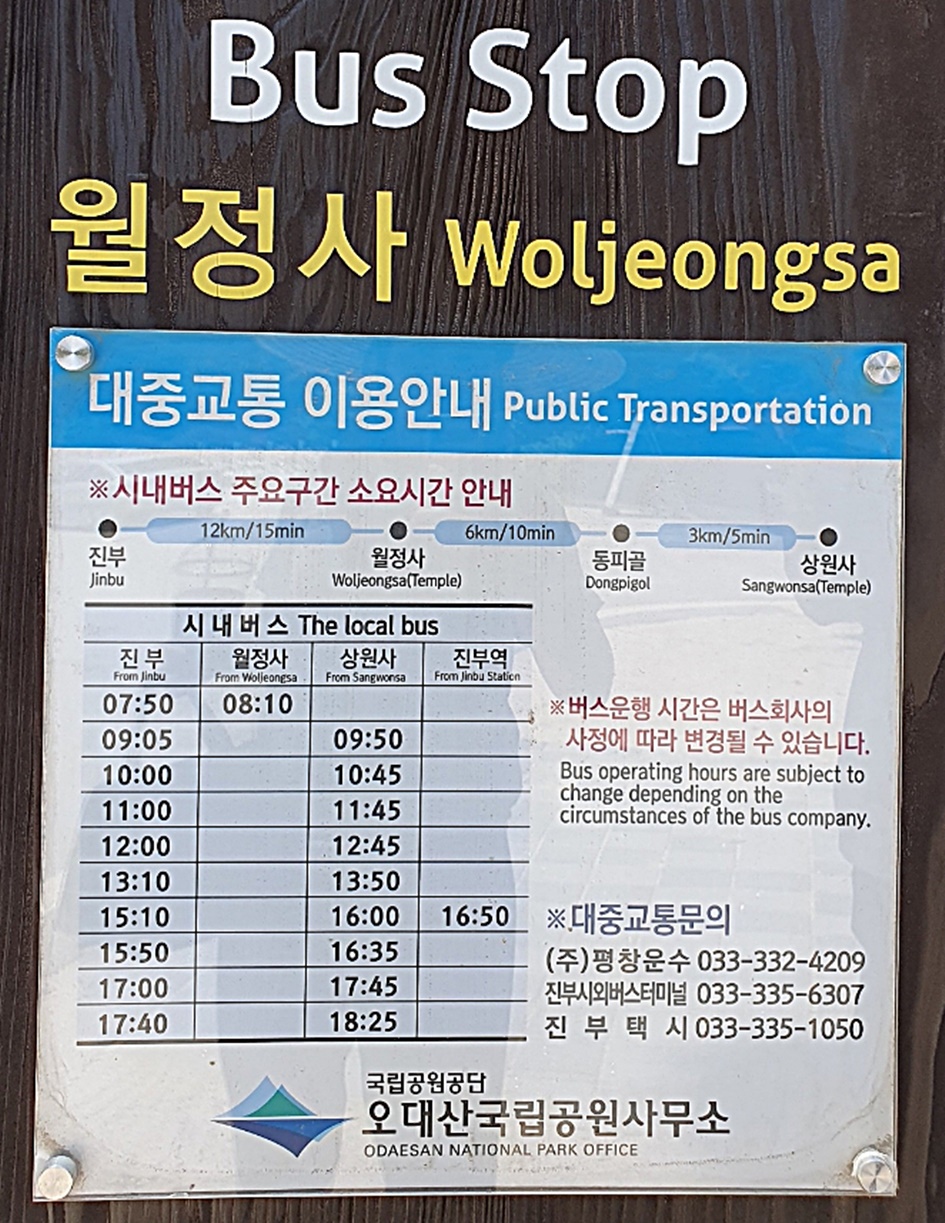 Bus Stop
월정사 Woljeongsa
대중교통 이용안내 Public Transportation
※시내버스 주요구간 소요시간 안내
12km/15min 6km/10min 3km/5min
진부 월정사 동피골 상원사
Jinbu Woljeongsa(Temple) Dongpigol Sangwonsa(Temple)
시 내 버 스 The local bus
진 부 월정사 상원사 진부역
From Jinbu From Woljeongsa From Sangwonsa From Jinbu Station
07:50 08:10
09:05 09:50
10:00 10:45
11:00 11:45
12:00 12:45
13:10 13:50
15:10 16:00 16:50
15:50 16:35
17:00 17:45
17:40 18:25
※버스운행 시간은 버스회사의
사정에 따라 변경될 수 있습니다.
Bus operating hours are subject to
change depending on the
circumstances of the bus company.
※대중교통문의
(주)평창운수 033-332-4209
진부시외버스터미널 033-335-6307
진 부 택 시 033-335-1050
국립공원공단
오대산국립공원사무소
ODAESAN NATIONAL PARK OFFICE